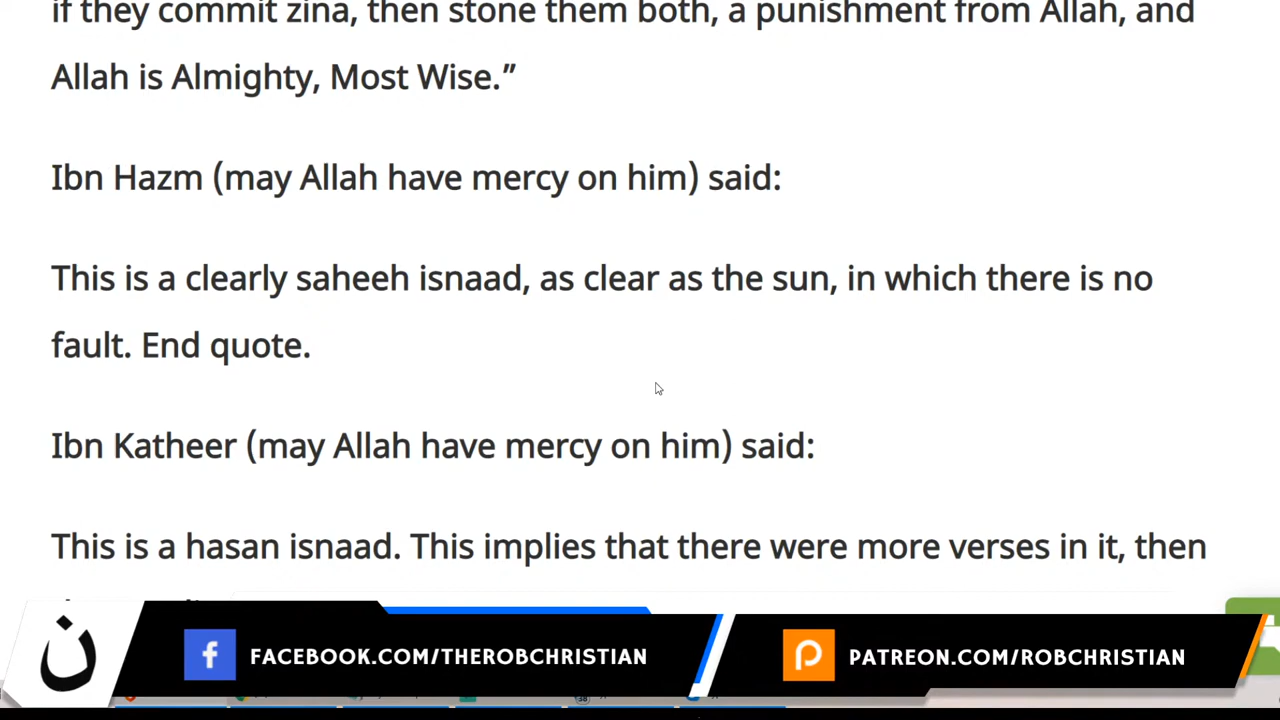 if they commit zina, then stone them both, a punishment from Allah, and
Allah is Almighty, Most Wise.”
Ibn Hazm (may Allah have mercy on him) said:
This is a clearly saheeh isnaad, as clear as the sun, in which there is no
fault. End quote.
Ibn Katheer (may Allah have mercy on him) said:
This is a hasan isnaad. This implies that there were more verses in it, then
ن
FACEBOOK.COM/THEROBCHRISTIAN
PATREON.COM/ROBCHRISTIAN